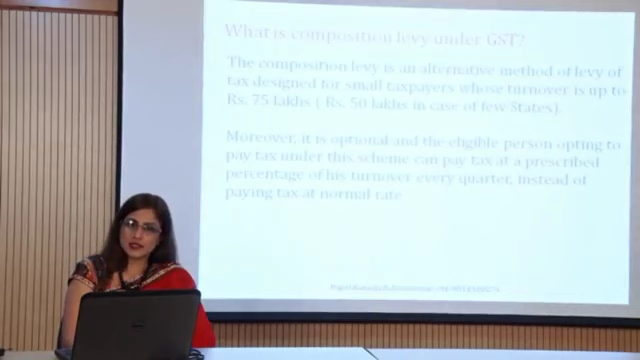 What is composition levy under GST?
The composition levy is an alternative method of levy of
tax designed for small taxpayers whose turnover is up to
Rs. 75 lakhs ( Rs. 50 lakhs in case of few States).
Moreover, it is optional and the eligible person opting to
pay tax under this scheme can pay tax at a prescribed
percentage of his turnover every quarter, instead of
paying tax at normal rate